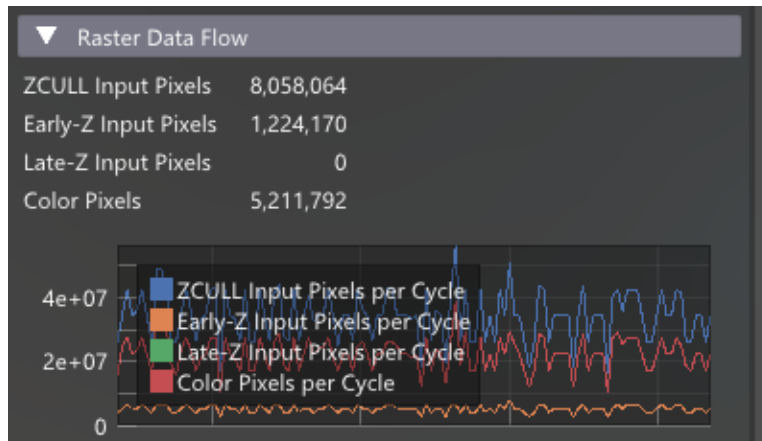 Raster Data Flow
ZCULL Input Pixels 8,058,064
Early-Z Input Pixels 1,224,170
Late-Z Input Pixels 0
Color Pixels 5,211,792
ZCULL Input Pixels per Cycle
4e+07
Early-Z Input Pixels per Cycle
Late-Z Input Pixels per Cycle
2e+07
Color Pixels per Cycle
0